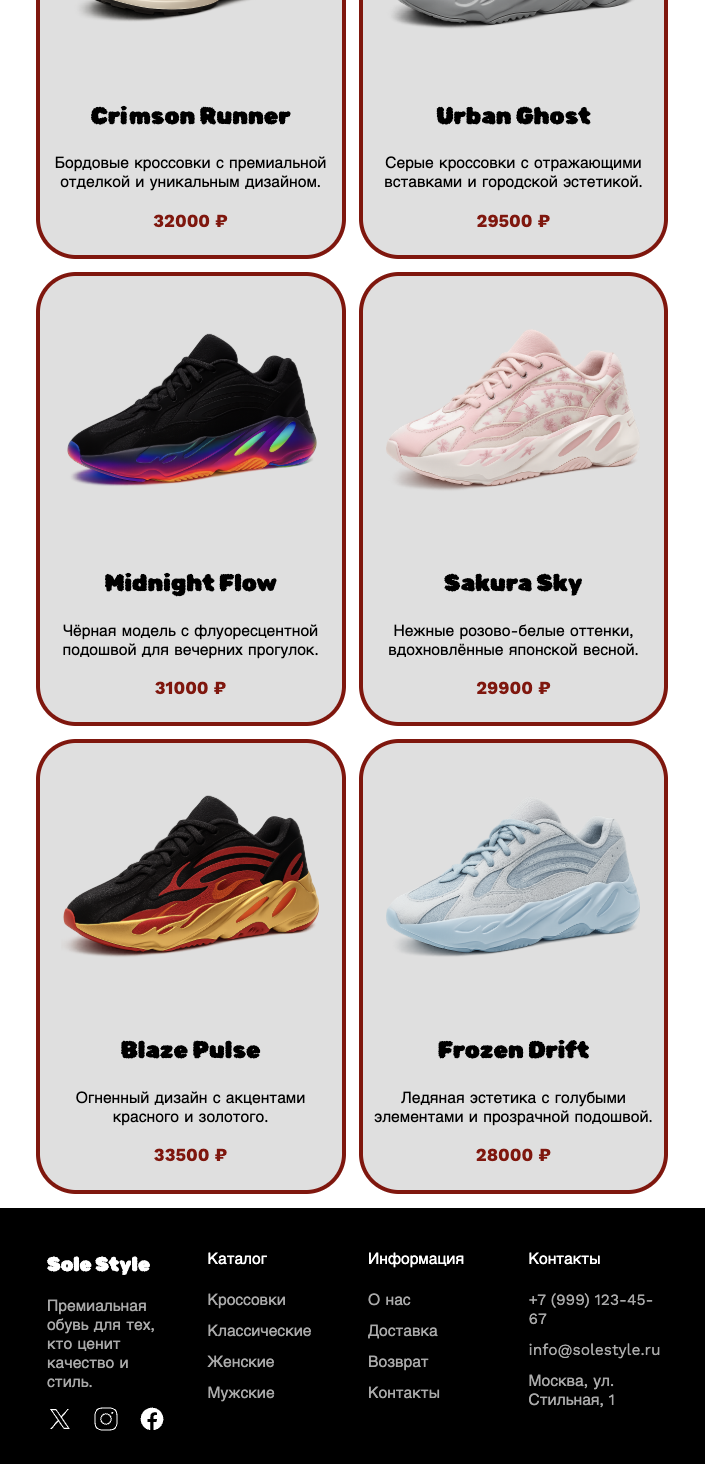 Crimson Runner
Бордовые кроссовки с премиальной
отделкой и уникальным дизайном.
32000 ₽
Urban Ghost
Серые кроссовки с отражающими
вставками и городской эстетикой.
29500 ₽
Midnight Flow
Чёрная модель с флуоресцентной
подошвой для вечерних прогулок.
31000 ₽
Sakura Sky
Нежные розово-белые оттенки,
вдохновлённые японской весной.
29900 ₽
Blaze Pulse
Огненный дизайн с акцентами
красного и золотого.
33500 ₽
Frozen Drift
Ледяная эстетика с голубыми
элементами и прозрачной подошвой.
28000 ₽
Sole Style
Премиальная
обувь для тех,
кто ценит
качество и
стиль.
Каталог
Кроссовки
Классические
Женские
Мужские
Информация
О нас
Доставка
Возврат
Контакты
Контакты
+7 (999) 123-45-
67
info@solestyle.ru
Москва, ул.
Стильная, 1